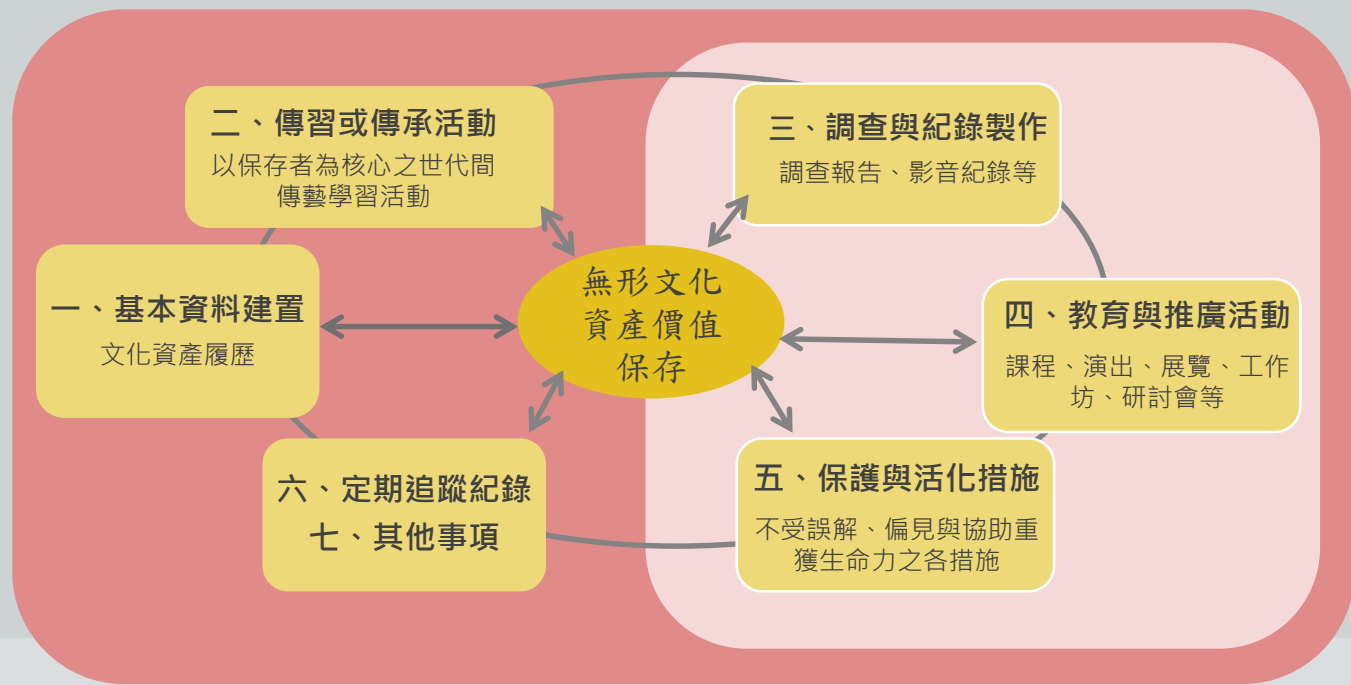 二、傳習或傳承活動
以保存者為核心之世代間
傳藝學習活動
三、調查與紀錄製作
調查報告、影音紀錄等
一、基本資料建置
文化資產履歷
無形文化
資產價值
保存
四、教育與推廣活動
課程、演出、展覽、工作
坊、研討會等
六、定期追蹤紀錄
七、其他事項
五、保護與活化措施
不受誤解、偏見與協助重
獲生命力之各措施